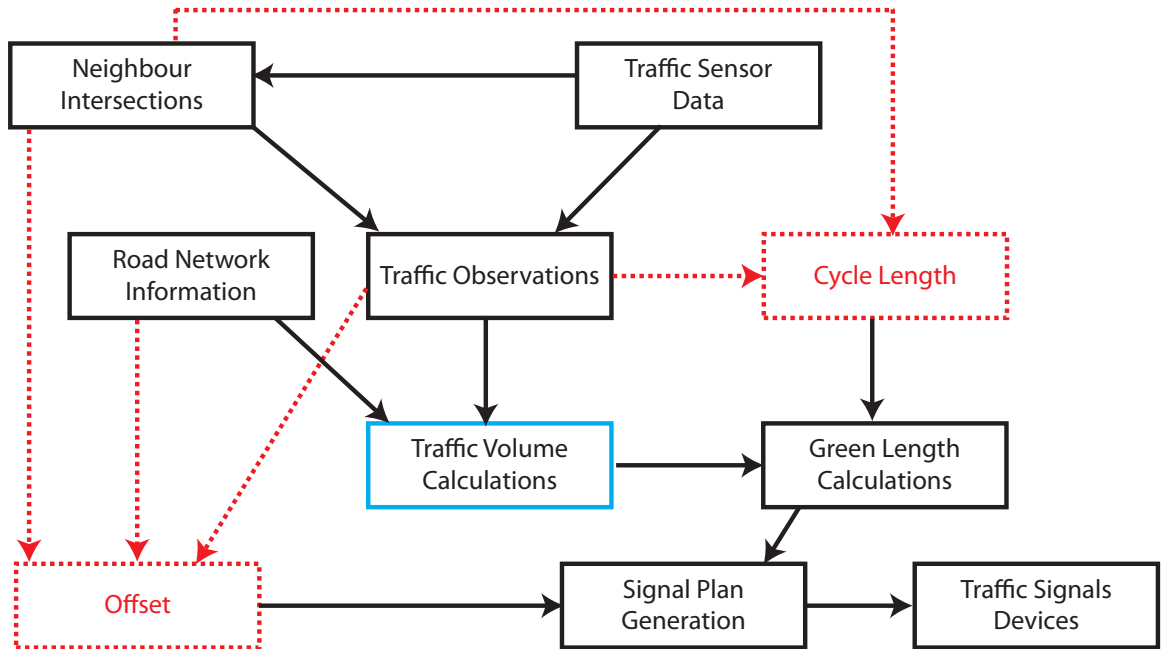 Neighbour
Intersections
Traffic Sensor
Data
Road Network
Information
Traffic Observations
Cycle Length
Traffic Volume
Calculations
Green Length
Calculations
Offset
Signal Plan
Generation
Traffic Signals
Devices